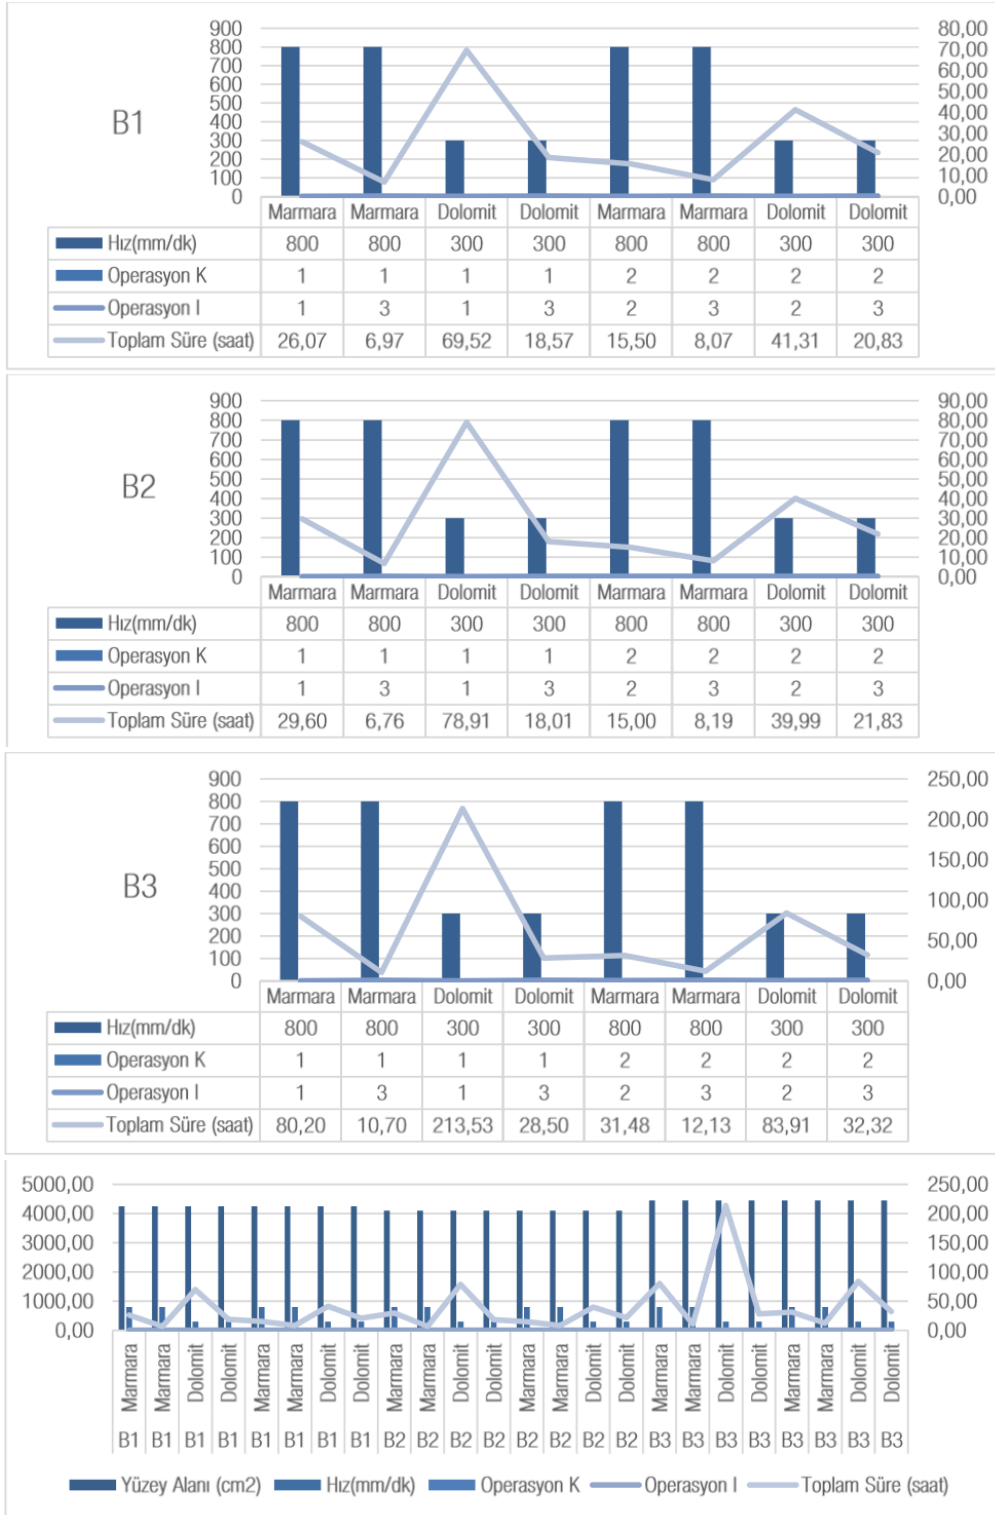 B1
900 80,00
800 70,00
700 60,00
600 50,00
500 40,00
400 30,00
300 20,00
200 10,00
100 0,00
0
Marmara Marmara Dolomit Dolomit Marmara Marmara Dolomit Dolomit
Hız(mm/dk) 800 800 300 300 800 800 300 300
Operasyon K 1 1 1 1 2 2 2 2
Operasyon I 1 3 1 3 2 3 2 3
Toplam Süre (saat) 26,07 6,97 69,52 18,57 15,50 8,07 41,31 20,83
B2
900 90,00
800 80,00
700 70,00
600 60,00
500 50,00
400 40,00
300 30,00
200 20,00
100 10,00
0 0,00
Marmara Marmara Dolomit Dolomit Marmara Marmara Dolomit Dolomit
Hız(mm/dk) 800 800 300 300 800 800 300 300
Operasyon K 1 1 1 1 2 2 2 2
Operasyon I 1 3 1 3 2 3 2 3
Toplam Süre (saat) 29,60 6,76 78,91 18,01 15,00 8,19 39,99 21,83
B3
900 250,00
800 200,00
700 150,00
600 100,00
500 50,00
400 0,00
300
200
100
0
Marmara Marmara Dolomit Dolomit Marmara Marmara Dolomit Dolomit
Hız(mm/dk) 800 800 300 300 800 800 300 300
Operasyon K 1 1 1 1 2 2 2 2
Operasyon I 1 3 1 3 2 3 2 3
Toplam Süre (saat) 80,20 10,70 213,53 28,50 31,48 12,13 83,91 32,32
5000,00 250,00
4000,00 200,00
3000,00 150,00
2000,00 100,00
1000,00 50,00
0,00 0,00
Marmara Marmara Dolomit Dolomit Marmara Marmara Dolomit Dolomit Marmara Marmara Dolomit Dolomit Marmara Marmara Dolomit Dolomit Marmara Marmara Dolomit Dolomit Marmara Marmara Dolomit Dolomit
B1 B1 B1 B1 B1 B1 B1 B1 B2 B2 B2 B2 B2 B2 B2 B2 B3 B3 B3 B3 B3 B3 B3 B3
Yüzey Alanı (cm2) Hız(mm/dk) Operasyon K Operasyon I Toplam Süre (saat)